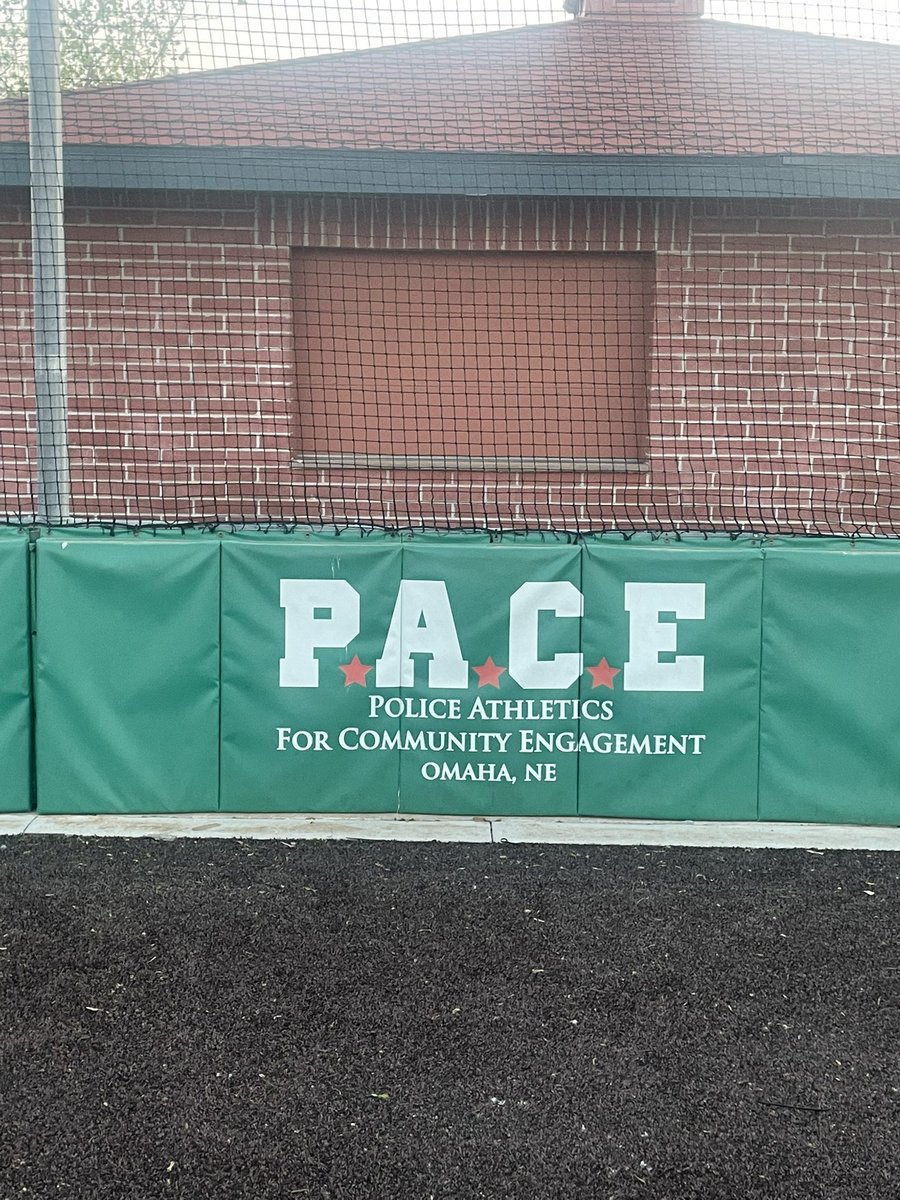 P.A.C.E
POLICE ATHLETICS
FOR COMMUNITY ENGAGEMENT
OMAHA, NE